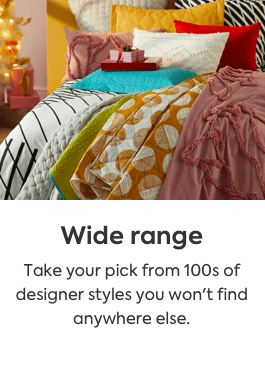 Wide range
Take your pick from 100s of
designer styles you won't find
anywhere else.